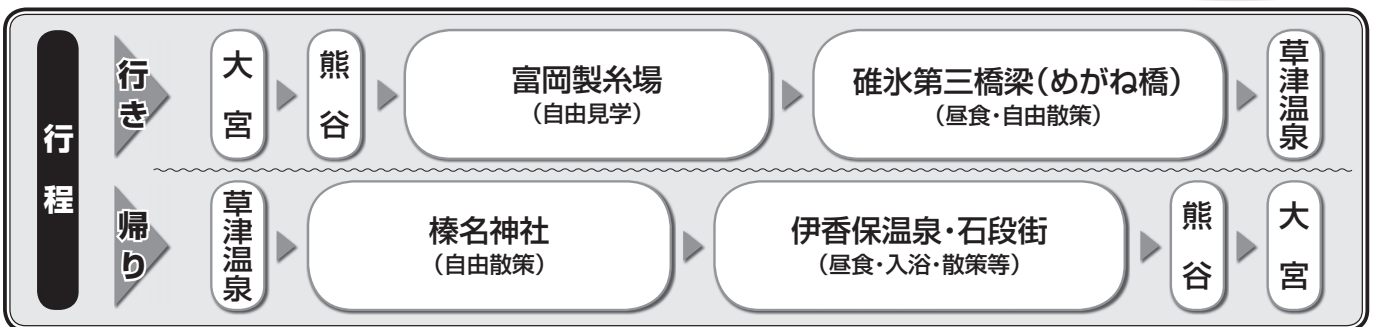 行程
行き
大宮
熊谷
富岡製糸場
(自由見学)
碓氷第三橋梁(めがね橋)
(昼食・自由散策)
草津温泉
帰り
草津温泉
榛名神社
(自由散策)
伊香保温泉・石段街
(昼食・入浴・散策等)
熊谷
大宮